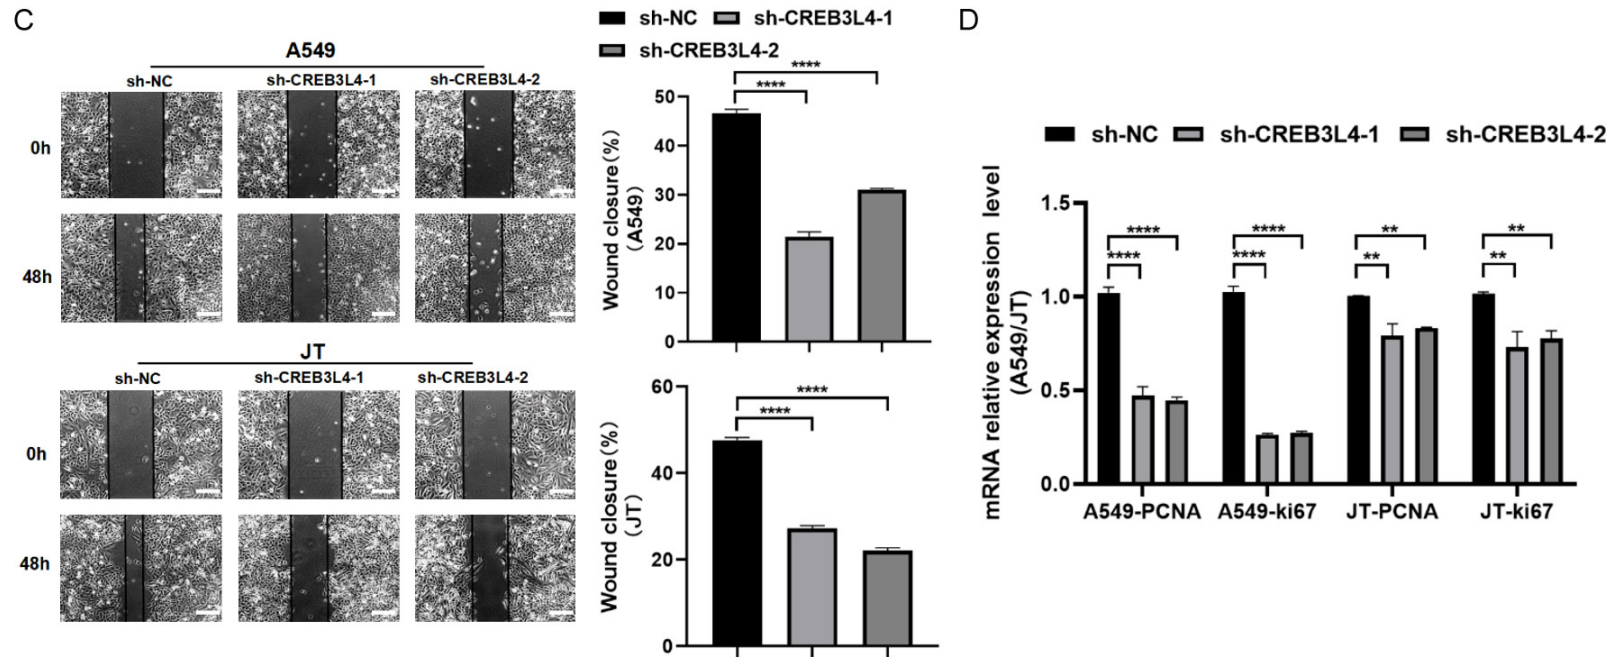 C
A549
sh-NC sh-CREB3L4-1 sh-CREB3L4-2
0h
48h
JT
sh-NC sh-CREB3L4-1 sh-CREB3L4-2
0h
48h
sh-NC sh-CREB3L4-1
sh-CREB3L4-2
Wound closure(%)
(A549)
50
40
30
20
10
0
****
****
Wound closure(%)
(JT)
60
40
20
0
****
****
D
sh-NC sh-CREB3L4-1 sh-CREB3L4-2
mRNA relative expression level
(A549/JT)
1.5
1.0
0.5
0.0
**** **** ** **
**** **** ** **
A549-PCNA A549-ki67 JT-PCNA JT-ki67